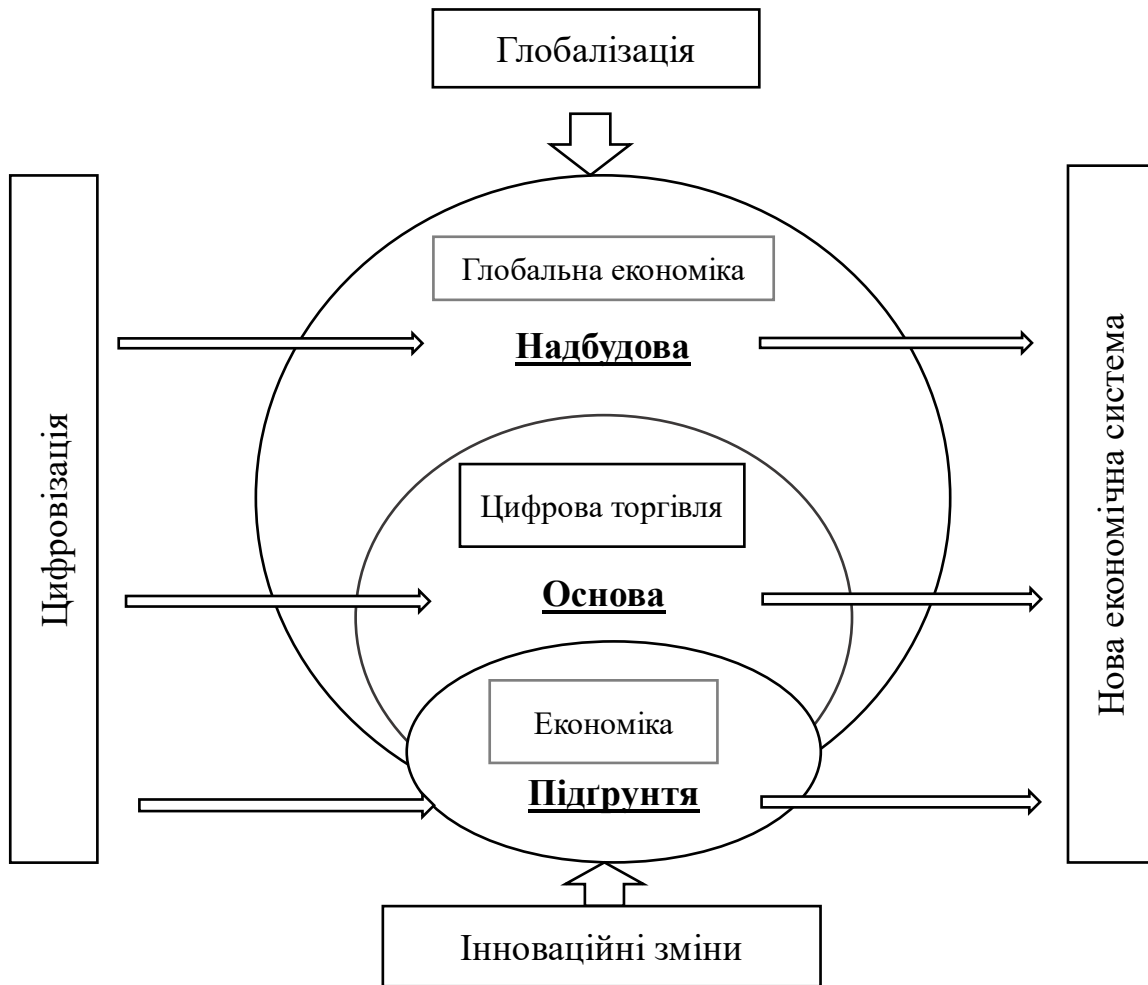 Глобалізація
Цифровізація
Глобальна економіка
Надбудова
Цифрова торгівля
Основа
Економіка
Підґрунтя
Нова економічна система
Інноваційні зміни